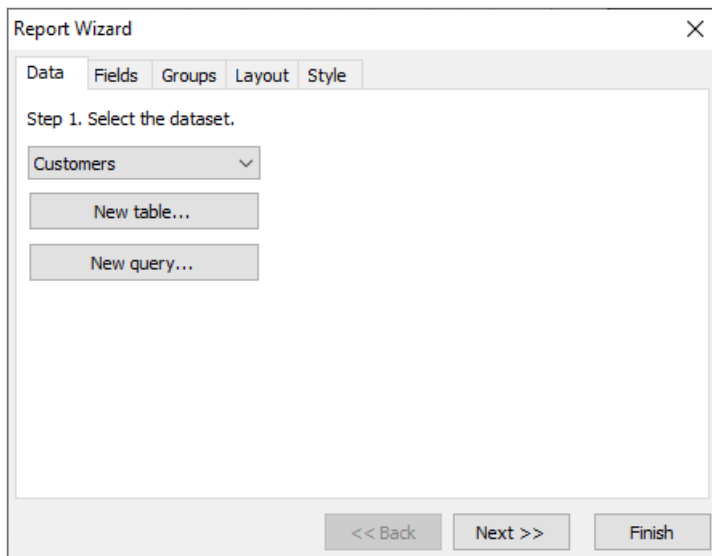 Report Wizard
Data Fields Groups Layout Style
Step 1. Select the dataset.
Customers
New table...
New query...
<< Back Next >> Finish